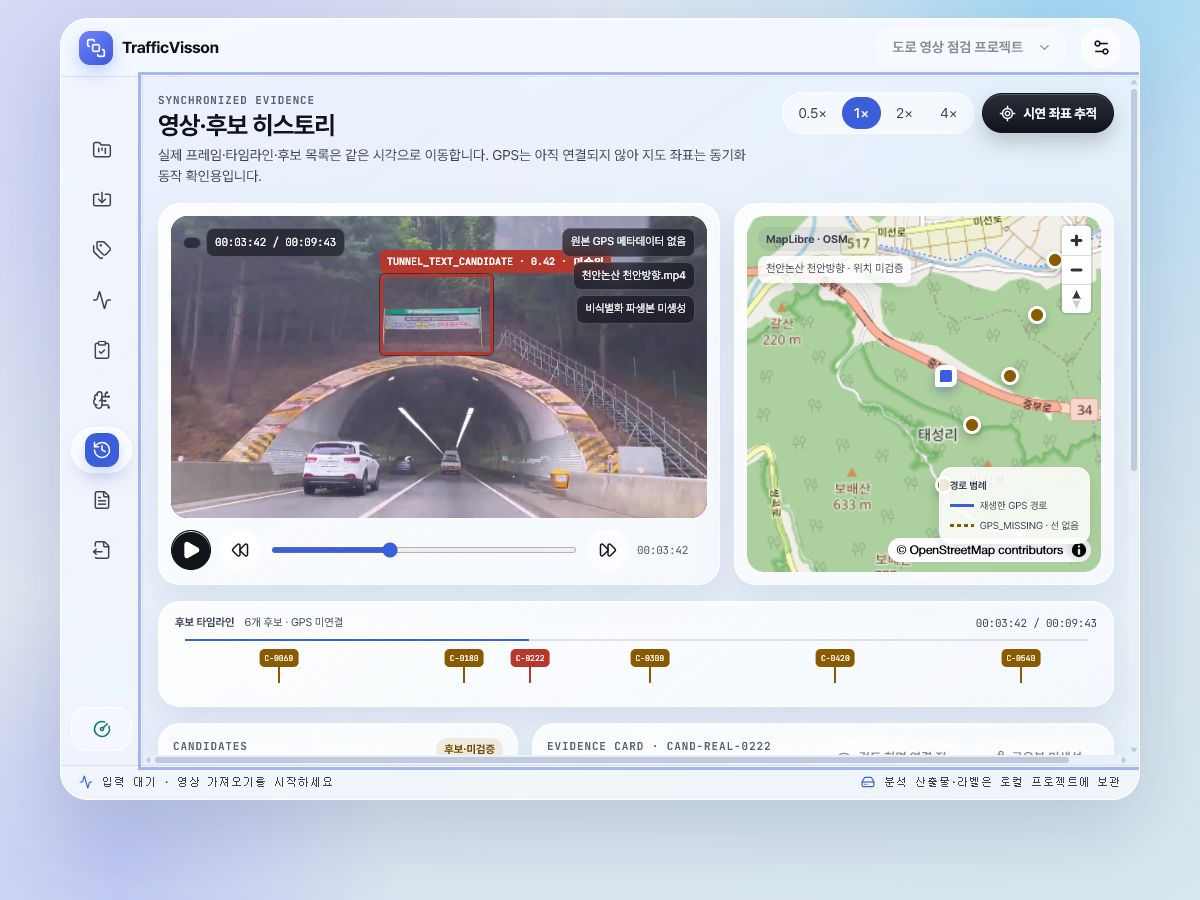 TrafficVisson
도로 영상 점검 프로젝트
SYNCHRONIZED EVIDENCE
영상·후보 히스토리
실제 프레임·타임라인·후보 목록은 같은 시각으로 이동합니다. GPS는 아직 연결되지 않아 지도 좌표는 동기화
동작 확인용입니다.
0.5×
1×
2×
4×
시연 좌표 추적
00:03:42 / 00:09:43
원본 GPS 메타데이터 없음
TUNNEL_TEXT_CANDIDATE · 0.42 ·
천안논산 천안방향.mp4
비식별화 파생본 미생성
00:03:42
MapLibre · OSM
517
미선로
미선로
천안논산 천안방향 · 위치 미검증
220 m
34
태성리
보배산
633 m
경로 범례
재생한 GPS 경로
GPS_MISSING · 선 없음
© OpenStreetMap contributors
후보 타임라인
6개 후보 · GPS 미연결
00:03:42 / 00:09:43
C-0060
C-0180
C-0222
C-0300
C-0420
C-0540
CANDIDATES
후보·미검증
EVIDENCE CARD · CAND-REAL-0222
입력 대기 · 영상 가져오기를 시작하세요
분석 산출물·라벨은 로컬 프로젝트에 보관